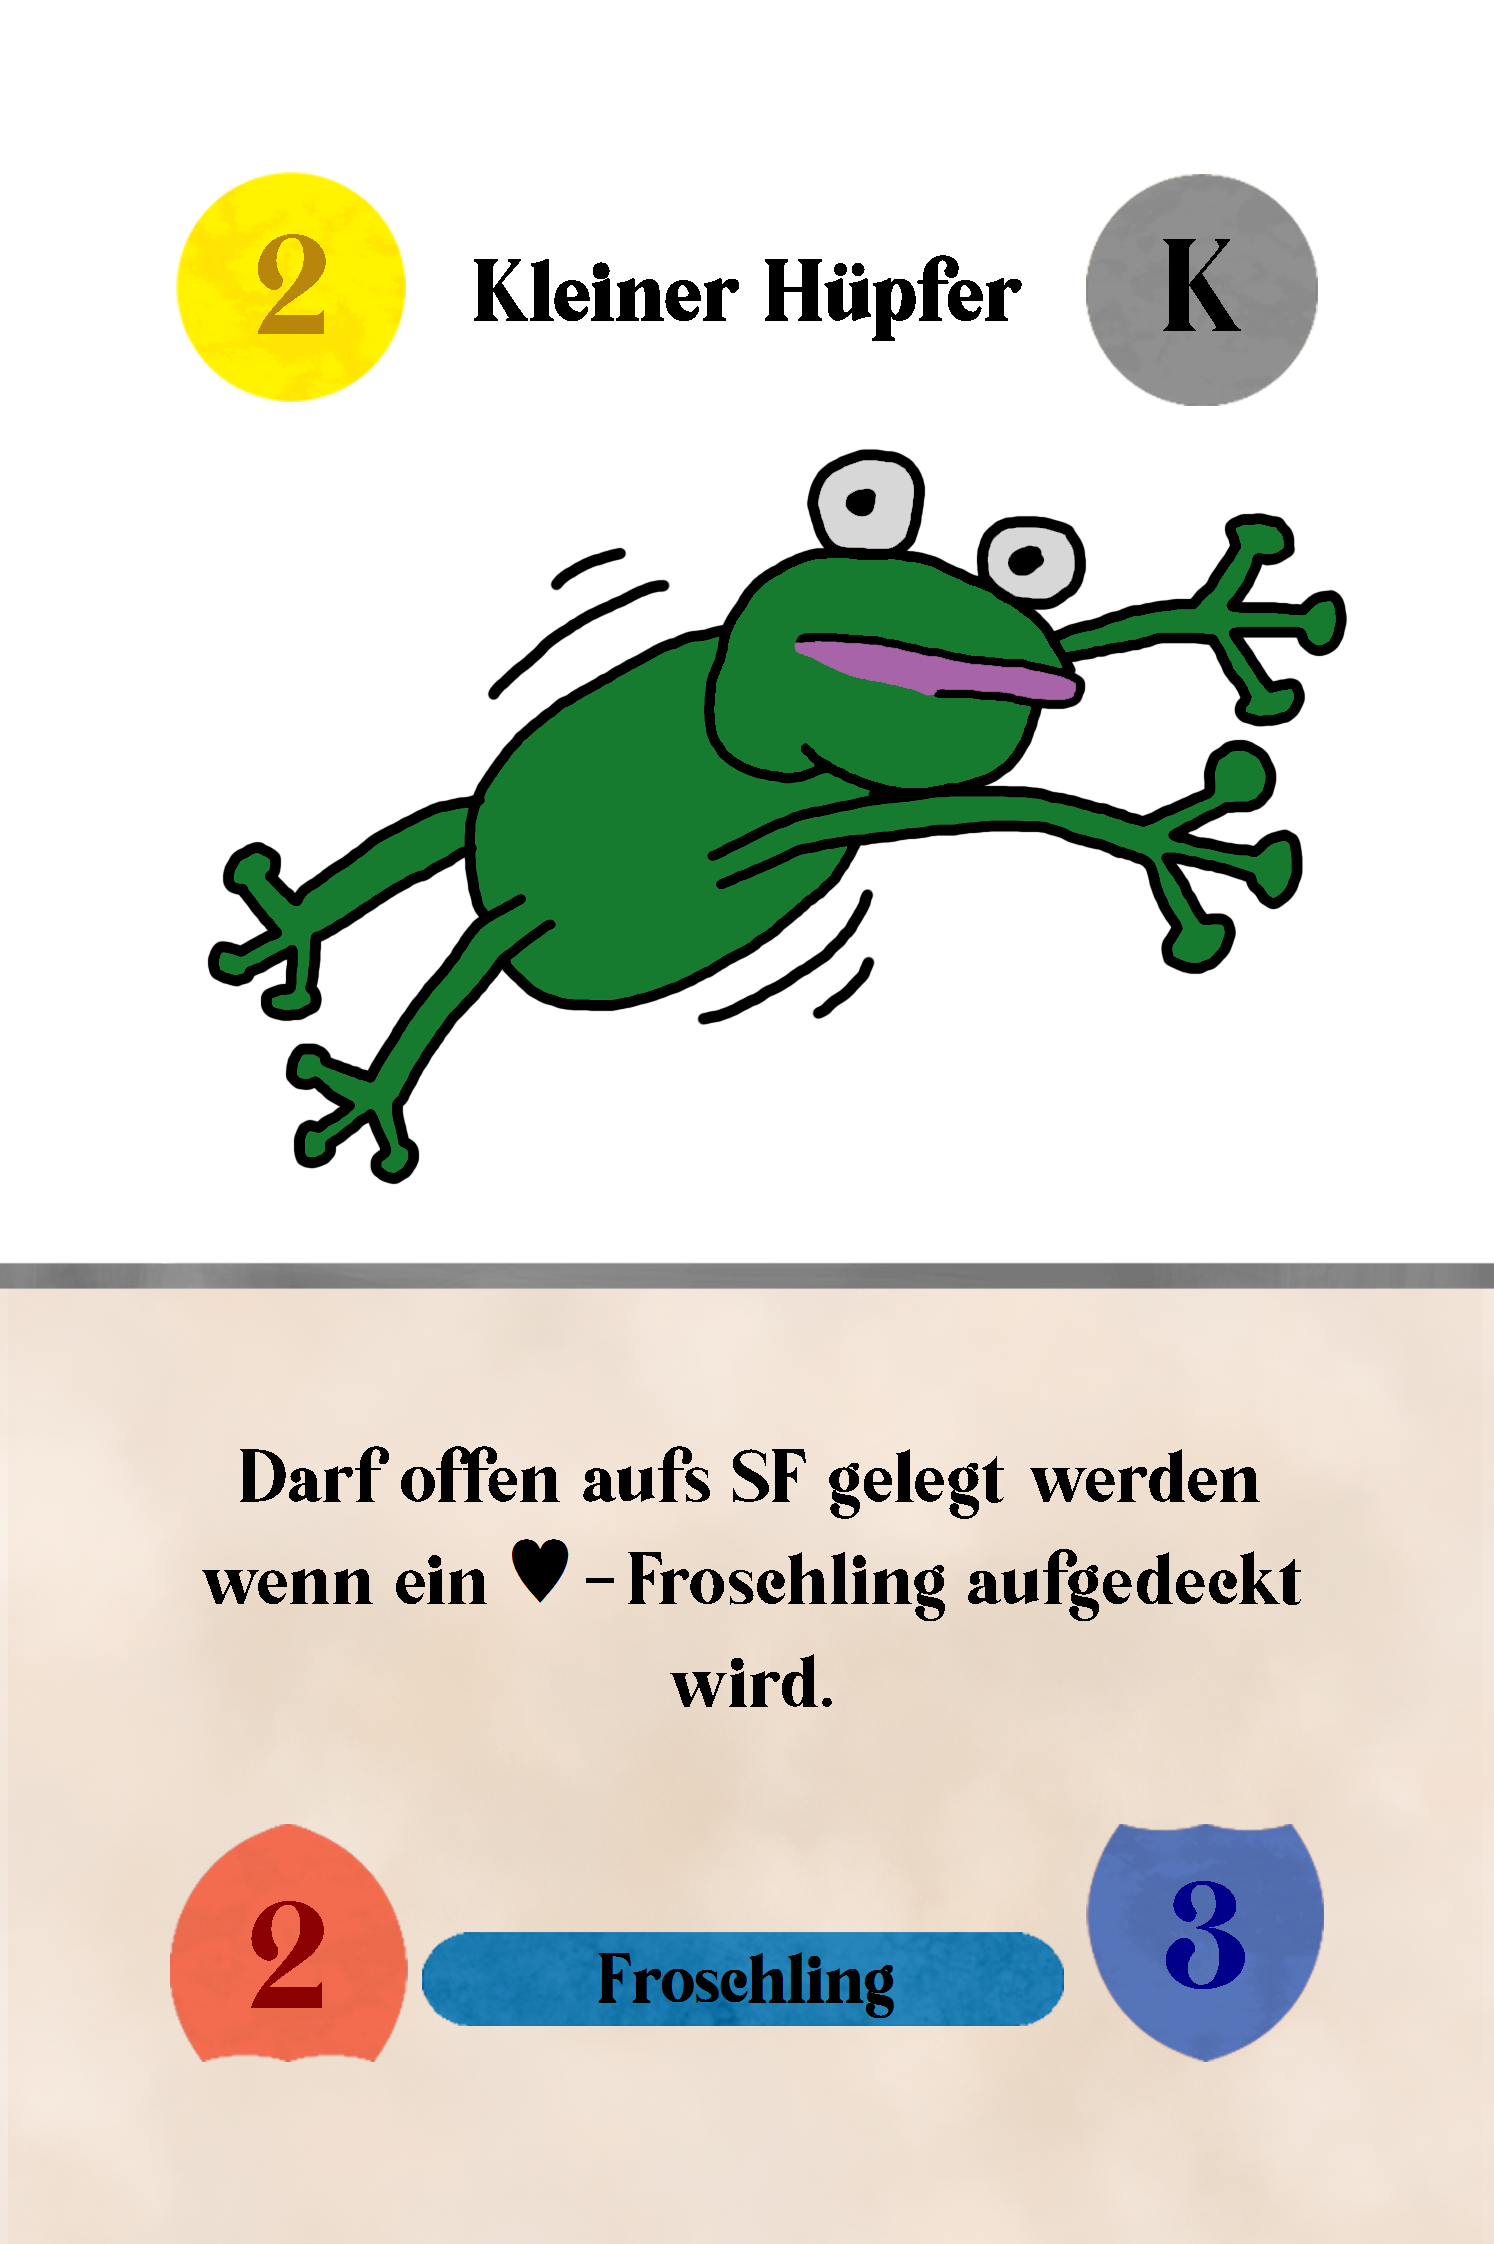 2 Kleiner Hüpfer K
Darf offen aufs SF gelegt werden
wenn ein ♥ - Froschling aufgedeckt
wird.
2 Froschling 3